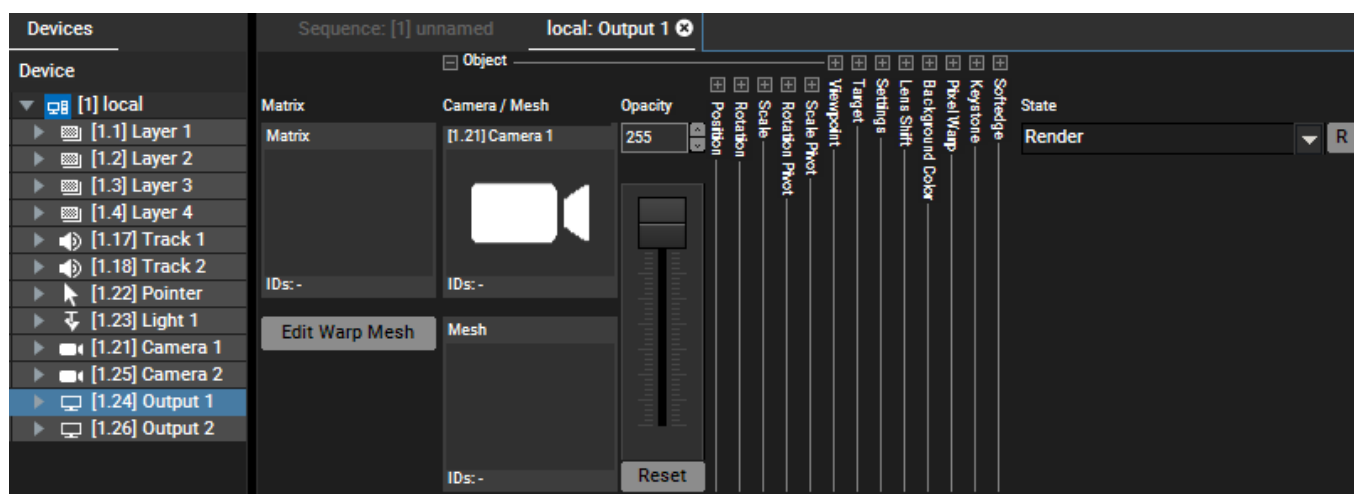 Devices
Device
[1] local
[1.1] Layer 1
[1.2] Layer 2
[1.3] Layer 3
[1.4] Layer 4
[1.17] Track 1
[1.18] Track 2
[1.22] Pointer
[1.23] Light 1
[1.21] Camera 1
[1.25] Camera 2
[1.24] Output 1
[1.26] Output 2
Sequence: [1] unnamed
local: Output 1
Object
Matrix
Matrix
IDs: -
Edit Warp Mesh
Camera / Mesh
[1.21] Camera 1
IDs: -
Mesh
IDs: -
Opacity
255
Reset
Position
Rotation
Scale
Rotation Pivot
Scale Pivot
Viewpoint
Target
Settings
Lens Shift
Background Color
PixelWarp
Keystone
Softedge
State
Render
R